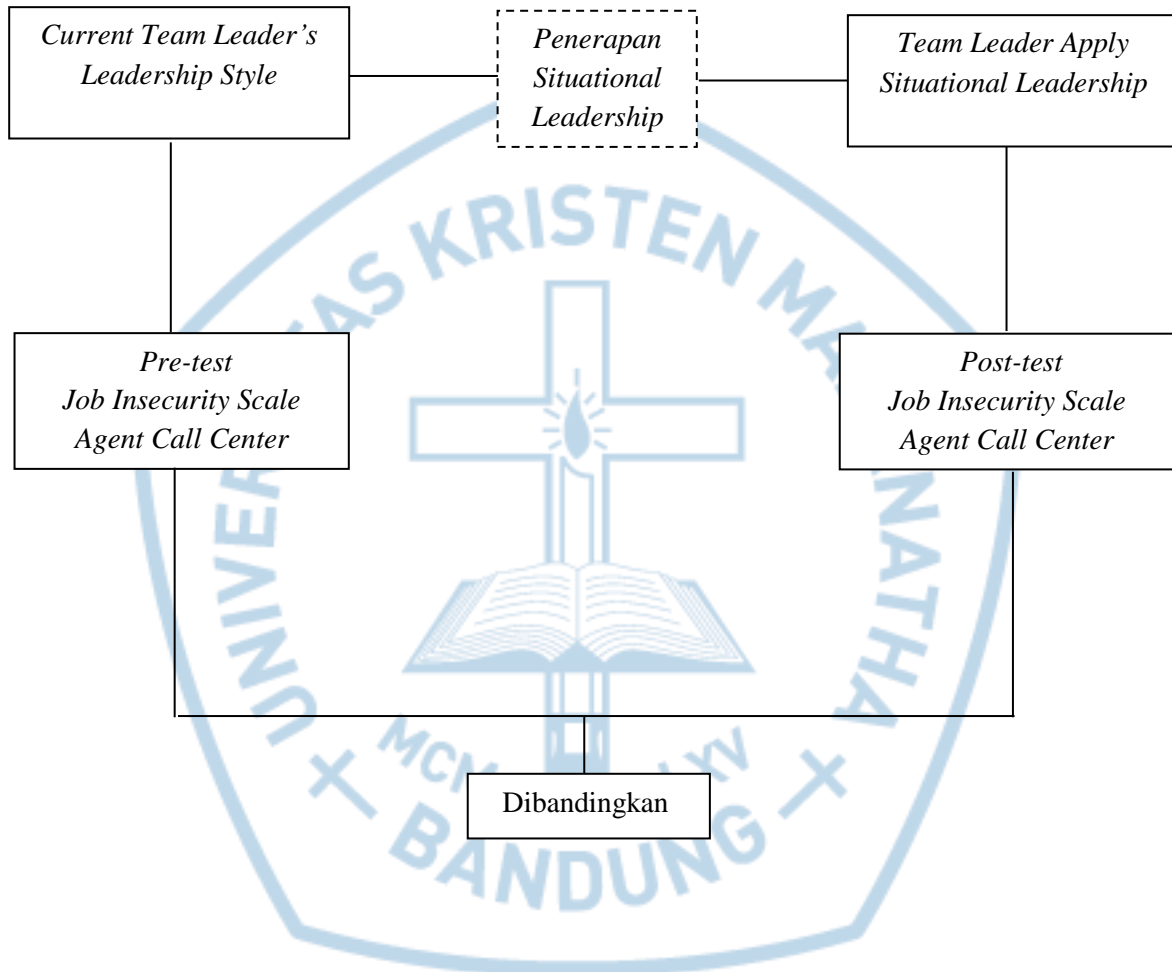 Current Team Leader’s
Leadership Style
Penerapan
Situational
Leadership
Team Leader Apply
Situational Leadership
Pre-test
Job Insecurity Scale
Agent Call Center
Post-test
Job Insecurity Scale
Agent Call Center
Dibandingkan
KRISTEN
BANDUNG